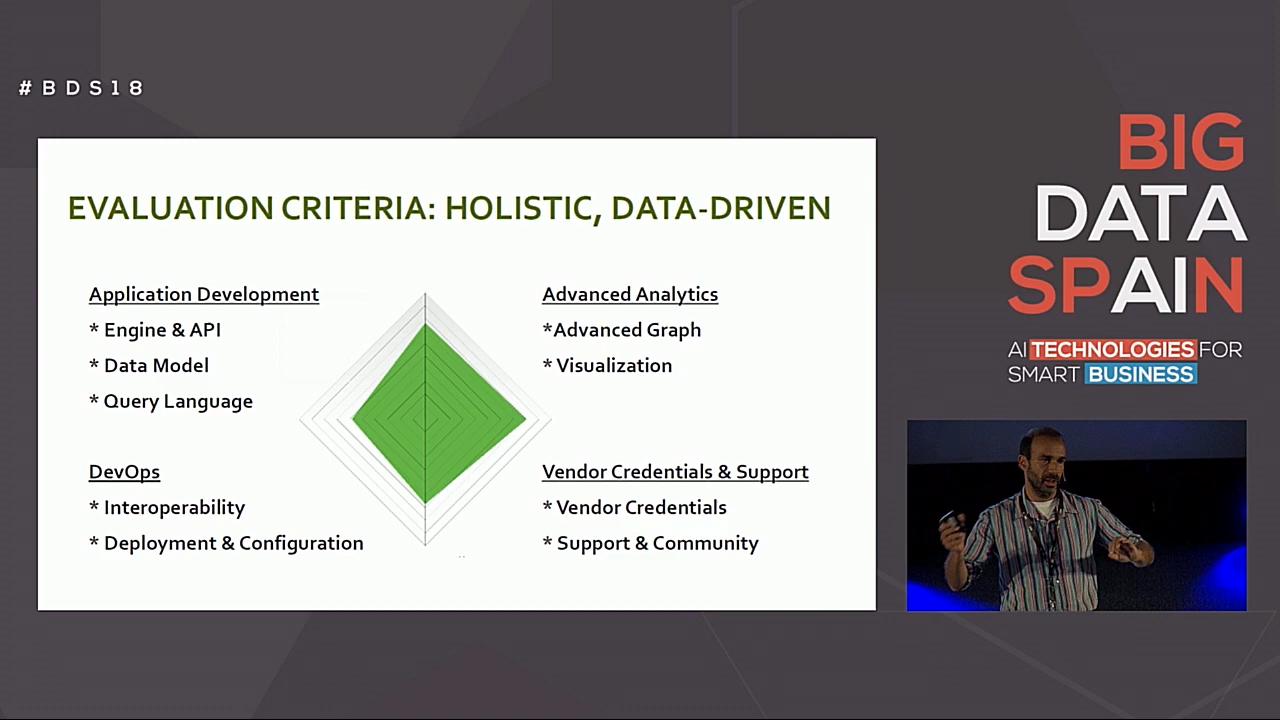 #BDS18
EVALUATION CRITERIA: HOLISTIC, DATA-DRIVEN
Application Development
* Engine & API
* Data Model
* Query Language
DevOps
* Interoperability
* Deployment & Configuration
Advanced Analytics
*Advanced Graph
* Visualization
Vendor Credentials & Support
* Vendor Credentials
* Support & Community
BIG
DATA
SPAIN
AI TECHNOLOGIES FOR
SMART BUSINESS